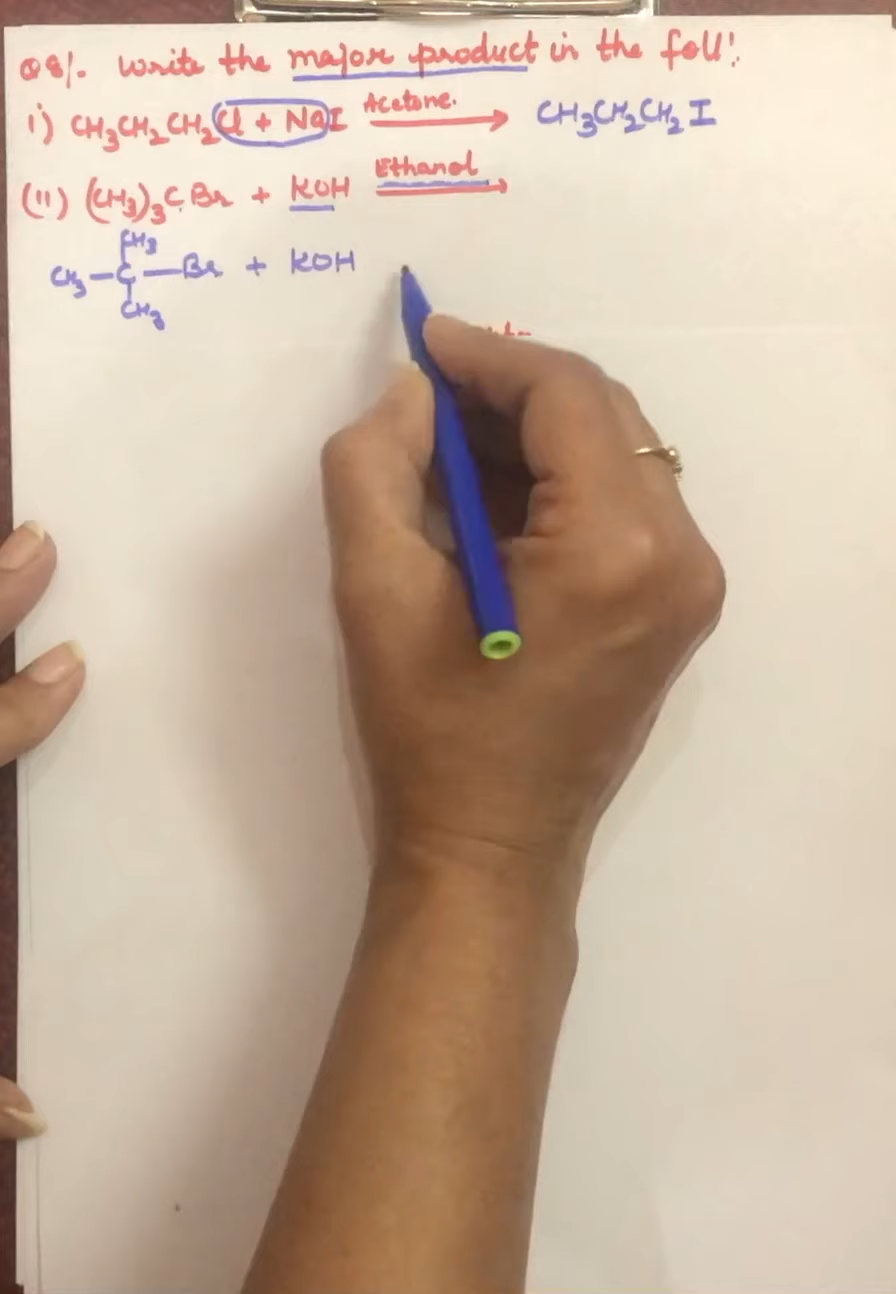 Q8/. Write the major product in the foll:
i) CH₃CH₂CH₂Cl + NaI Acetone. → CH₃CH₂CH₂I
(ii) (CH₃)₃CBr + KOH Ethanol →
CH₃
CH₃—C—Br + KOH
CH₃